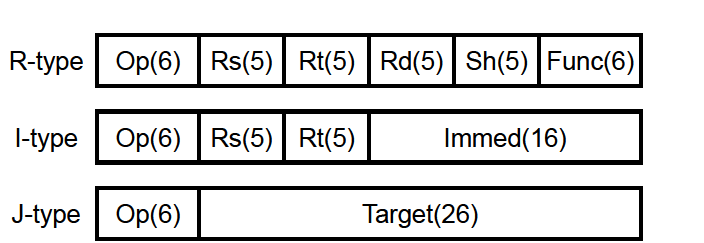 R-type Op(6) Rs(5) Rt(5) Rd(5) Sh(5) Func(6)
I-type Op(6) Rs(5) Rt(5) Immed(16)
J-type Op(6) Target(26)